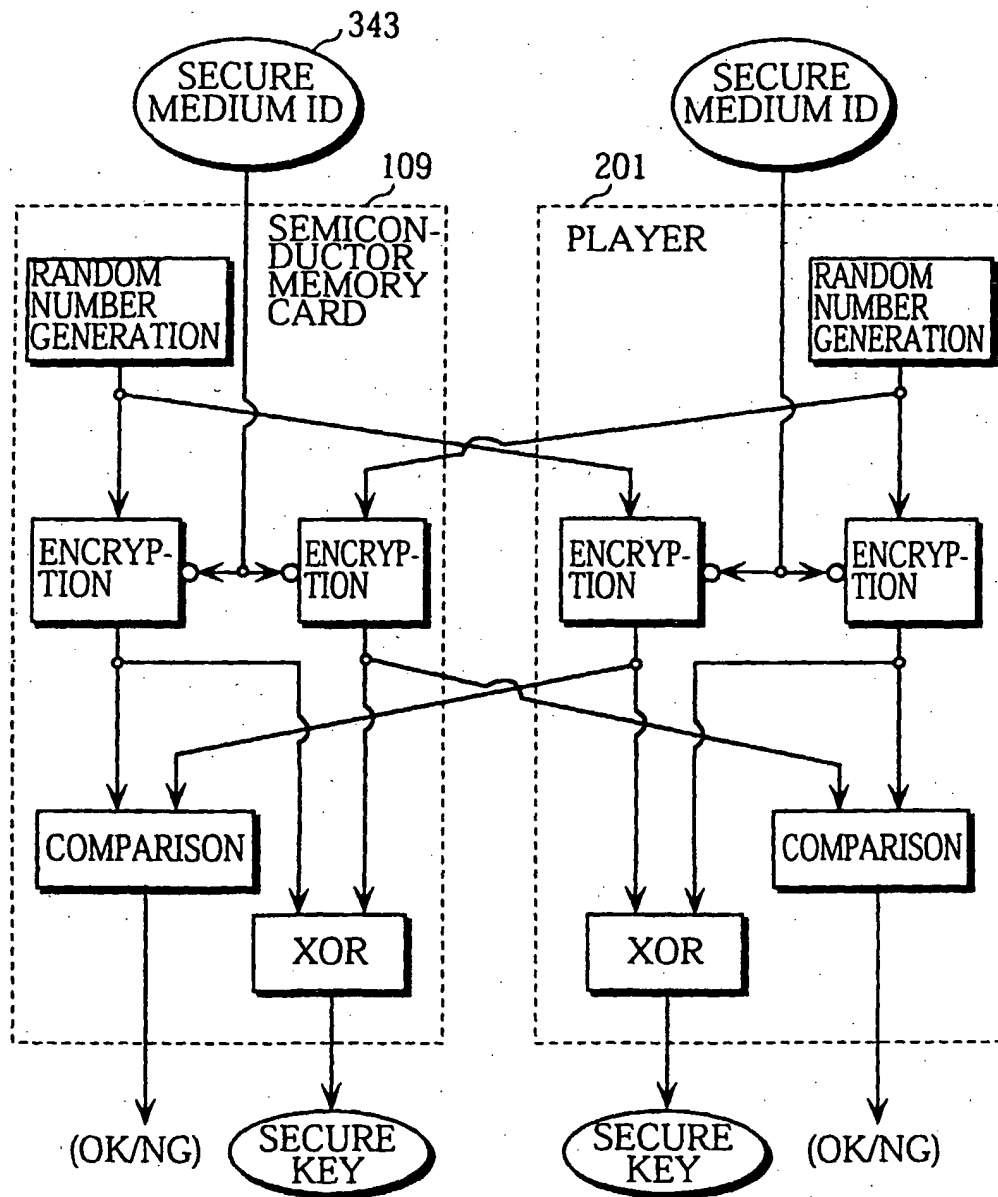 343
SECURE
MEDIUM ID
SECURE
MEDIUM ID
109
201
SEMICON-
DUCTOR
MEMORY
CARD
PLAYER
RANDOM
NUMBER
GENERATION
RANDOM
NUMBER
GENERATION
ENCRYP-
TION
ENCRYP-
TION
ENCRYP-
TION
ENCRYP-
TION
COMPARISON
COMPARISON
XOR
XOR
(OK/NG)
SECURE
KEY
SECURE
KEY
(OK/NG)